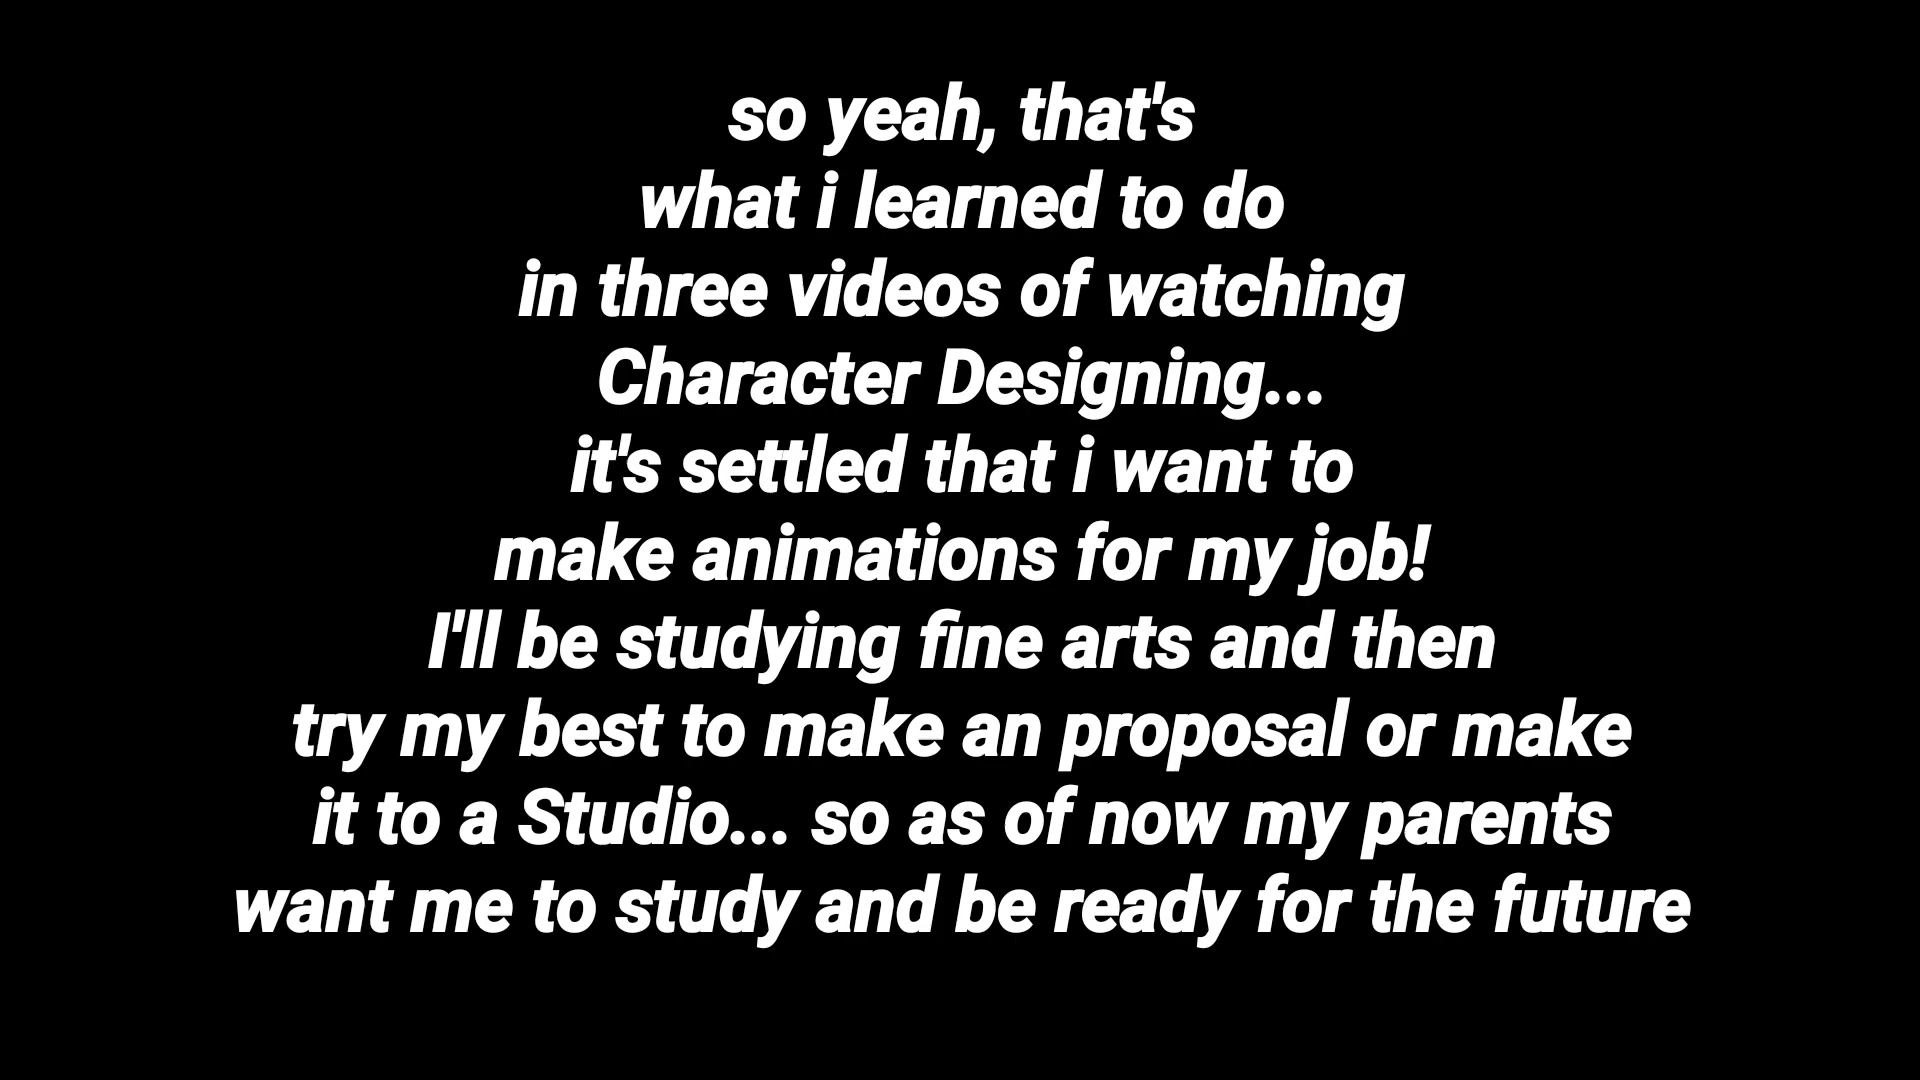 so yeah, that's
what i learned to do
in three videos of watching
Character Designing...
it's settled that i want to
make animations for my job!
I'll be studying fine arts and then
try my best to make an proposal or make
it to a Studio... so as of now my parents
want me to study and be ready for the future